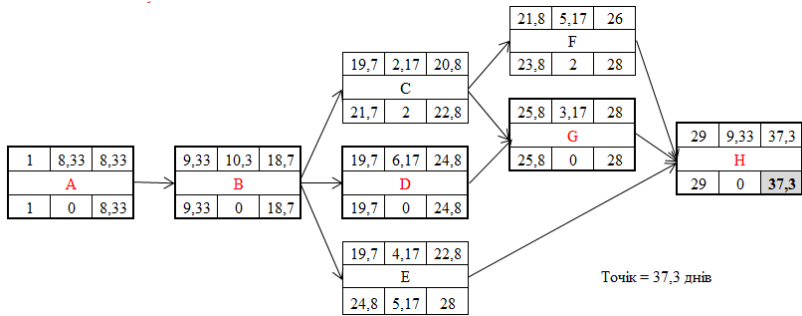 21,8 5,17 26
F
23,8 2 28
19,7 2,17 20,8
C
21,7 2 22,8
25,8 3,17 28
G
25,8 0 28
29 9,33 37,3
H
29 0 37,3
1 8,33 8,33
A
1 0 8,33
9,33 10,3 18,7
B
9,33 0 18,7
19,7 6,17 24,8
D
19,7 0 24,8
19,7 4,17 22,8
E
24,8 5,17 28
Точік = 37,3 днів